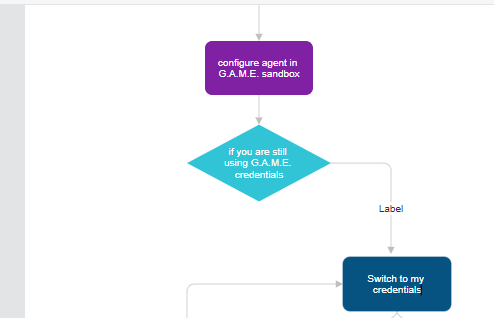 configure agent in
G.A.M.E. sandbox
if you are still
using G.A.M.E.
credentials
Label
Switch to my
credentials